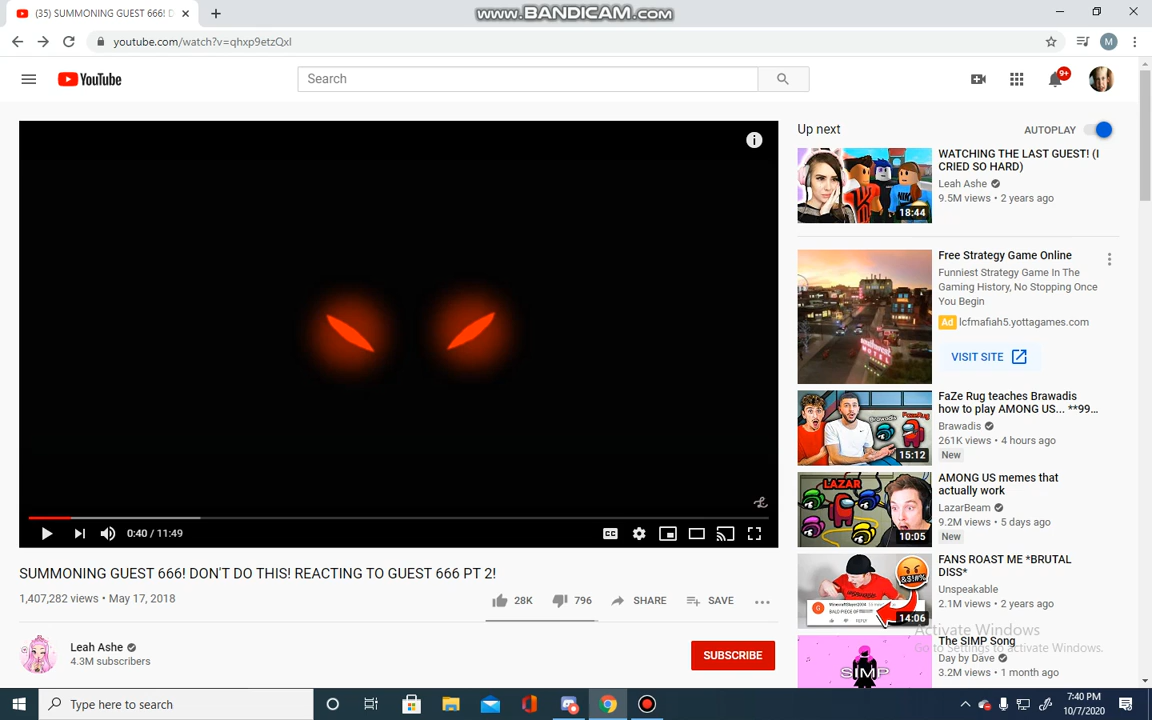 www.BANDICAM.com
(35) SUMMONING GUEST 666! D
youtube.com/watch?v=qhxp9etzQxI
M
YouTube
Search
9+
Up next
AUTOPLAY
WATCHING THE LAST GUEST! (I
CRIED SO HARD)
Leah Ashe
9.5M views • 2 years ago
18:44
Free Strategy Game Online
Funniest Strategy Game In The
Gaming History, No Stopping Once
You Begin
Ad lcfmafiah5.yottagames.com
VISIT SITE
FaZe Rug teaches Brawadis
how to play AMONG US... **99...
Brawadis
261K views • 4 hours ago
New
15:12
AMONG US memes that
actually work
LazarBeam
9.2M views • 5 days ago
New
LAZAR
10:05
FANS ROAST ME *BRUTAL
DISS*
Unspeakable
2.1M views • 2 years ago
14:06
The SIMP Song
Day by Dave
3.2M views • 1 month ago
SIMP
0:40 / 11:49
CC
SUMMONING GUEST 666! DON'T DO THIS! REACTING TO GUEST 666 PT 2!
1,407,282 views • May 17, 2018
28K
796
SHARE
SAVE
Leah Ashe
4.3M subscribers
SUBSCRIBE
Activate Windows
Go to Settings to activate Windows.
Type here to search
7:40 PM
10/7/2020